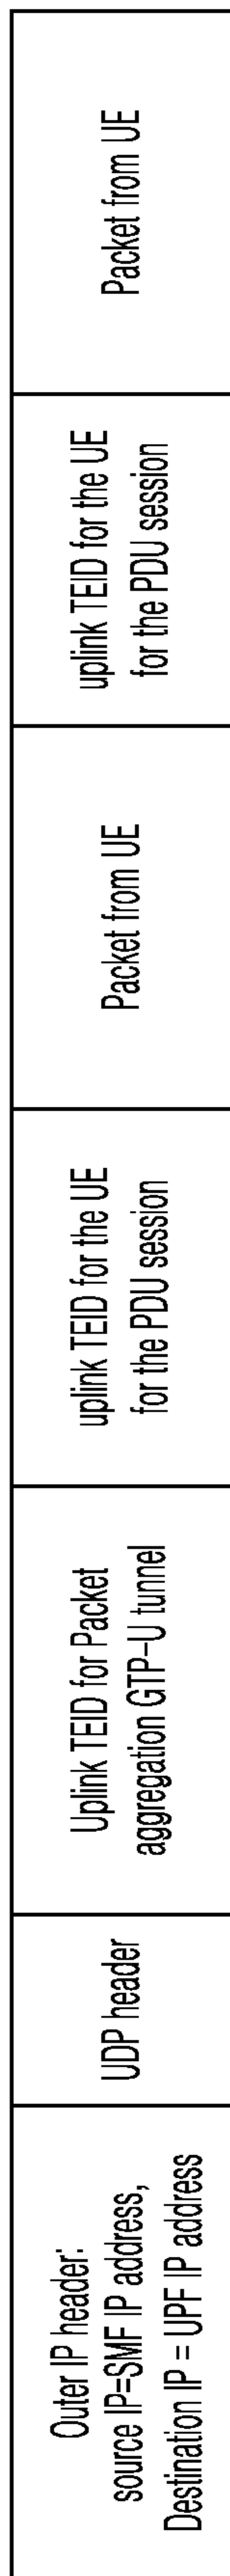 Outer IP header:
source IP=SMF IP address,
Destination IP = UPF IP address
UDP header
Uplink TEID for Packet
aggregation GTP-U tunnel
uplink TEID for the UE
for the PDU session
Packet from UE
uplink TEID for the UE
for the PDU session
Packet from UE